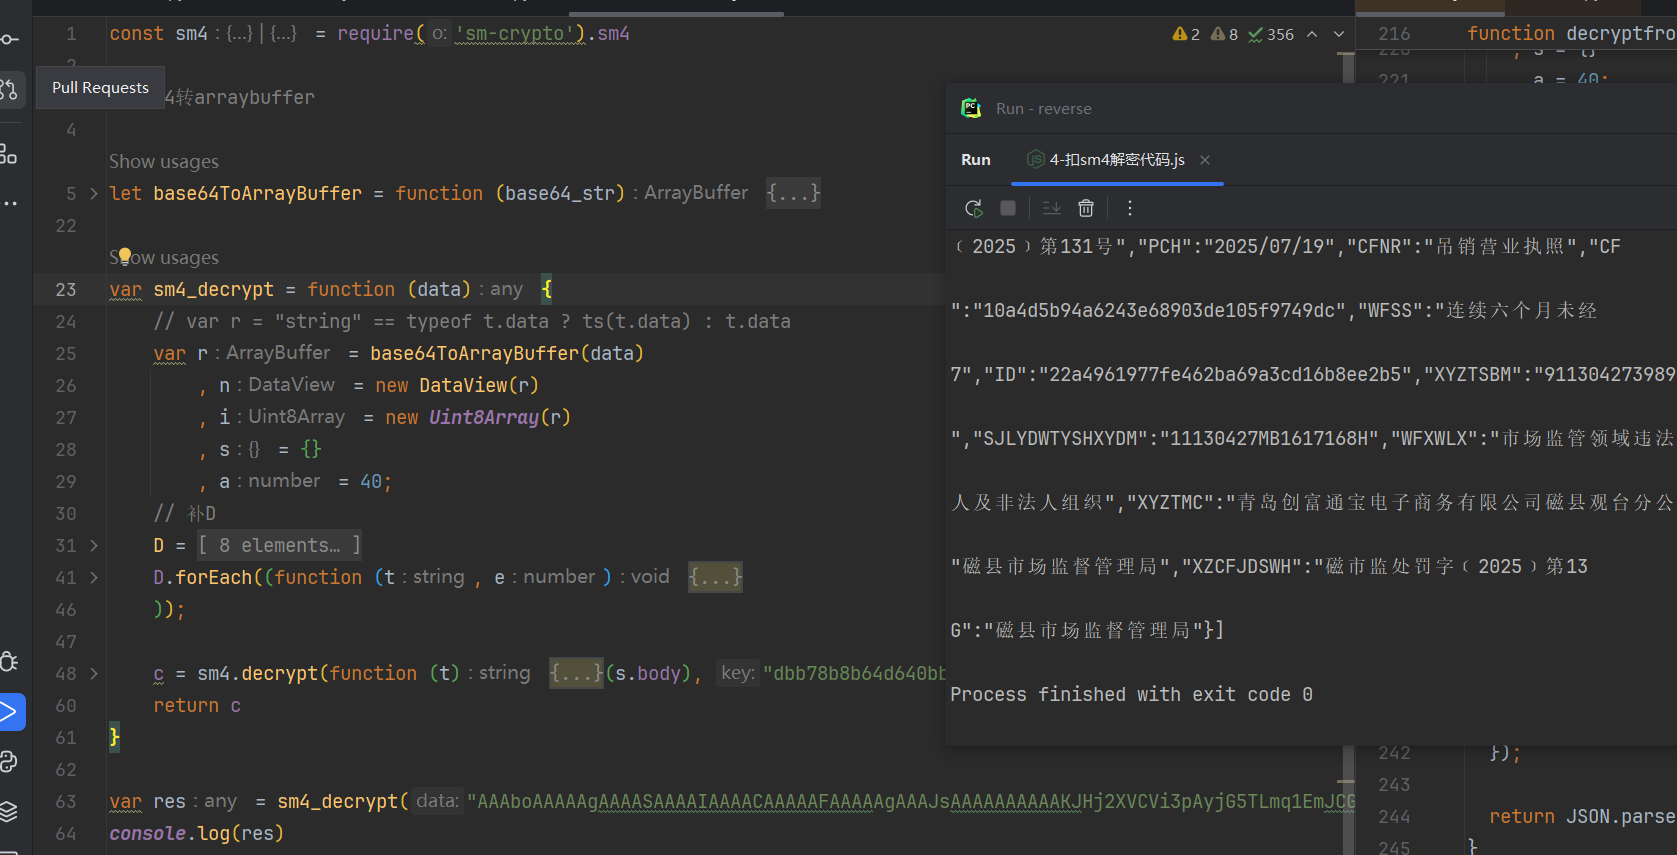 1 const sm4 : {...} | {...} = require( o: 'sm-crypto').sm4
2
Pull Requests
4转arraybuffer
4
Show usages
5 let base64ToArrayBuffer = function (base64_str) : ArrayBuffer {...}
22
Show usages
23 var sm4_decrypt = function (data) : any {
24 // var r = "string" == typeof t.data ? ts(t.data) : t.data
25 var r : ArrayBuffer = base64ToArrayBuffer(data)
26 , n : DataView = new DataView(r)
27 , i : Uint8Array = new Uint8Array(r)
28 , s : {} = {}
29 , a : number = 40;
30 // 补D
31 D = [ 8 elements… ]
41 D.forEach((function (t : string , e : number ) : void {...}
46 ));
47
48 c = sm4.decrypt(function (t) : string {...}(s.body), key: "dbb78b8b64d640bb
60 return c
61 }
62
63 var res : any = sm4_decrypt( data: "AAAboAAAAAgAAAASAAAAIAAAACAAAAAFAAAAAgAAAJsAAAAAAAAAAKJHj2XVCVi3pAyjG5TLmq1EmJCG
64 console.log(res)
2 8 356
216 function decryptfro
221 a = 40;
Run - reverse
Run 4-扣sm4解密代码.js
﹝2025﹞第131号","PCH":"2025/07/19","CFNR":"吊销营业执照","CF
":"10a4d5b94a6243e68903de105f9749dc","WFSS":"连续六个月未经
7","ID":"22a4961977fe462ba69a3cd16b8ee2b5","XYZTSBM":"911304273989
","SJLYDWTYSHXYDM":"11130427MB1617168H","WFXWLX":"市场监管领域违法
人及非法人组织","XYZTMC":"青岛创富通宝电子商务有限公司磁县观台分公
"磁县市场监督管理局","XZCFJDSWH":"磁市监处罚字﹝2025﹞第13
G":"磁县市场监督管理局"}]
Process finished with exit code 0
242 });
243
244 return JSON.parse
245 }